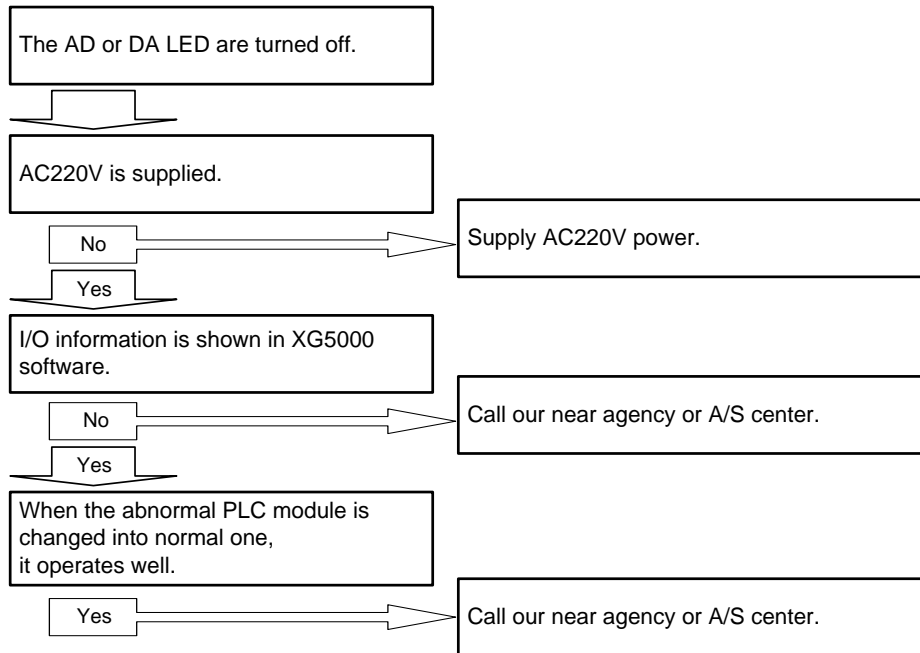 The AD or DA LED are turned off.
AC220V is supplied.
No
Supply AC220V power.
Yes
I/O information is shown in XG5000
software.
No
Call our near agency or A/S center.
Yes
When the abnormal PLC module is
changed into normal one,
it operates well.
Yes
Call our near agency or A/S center.